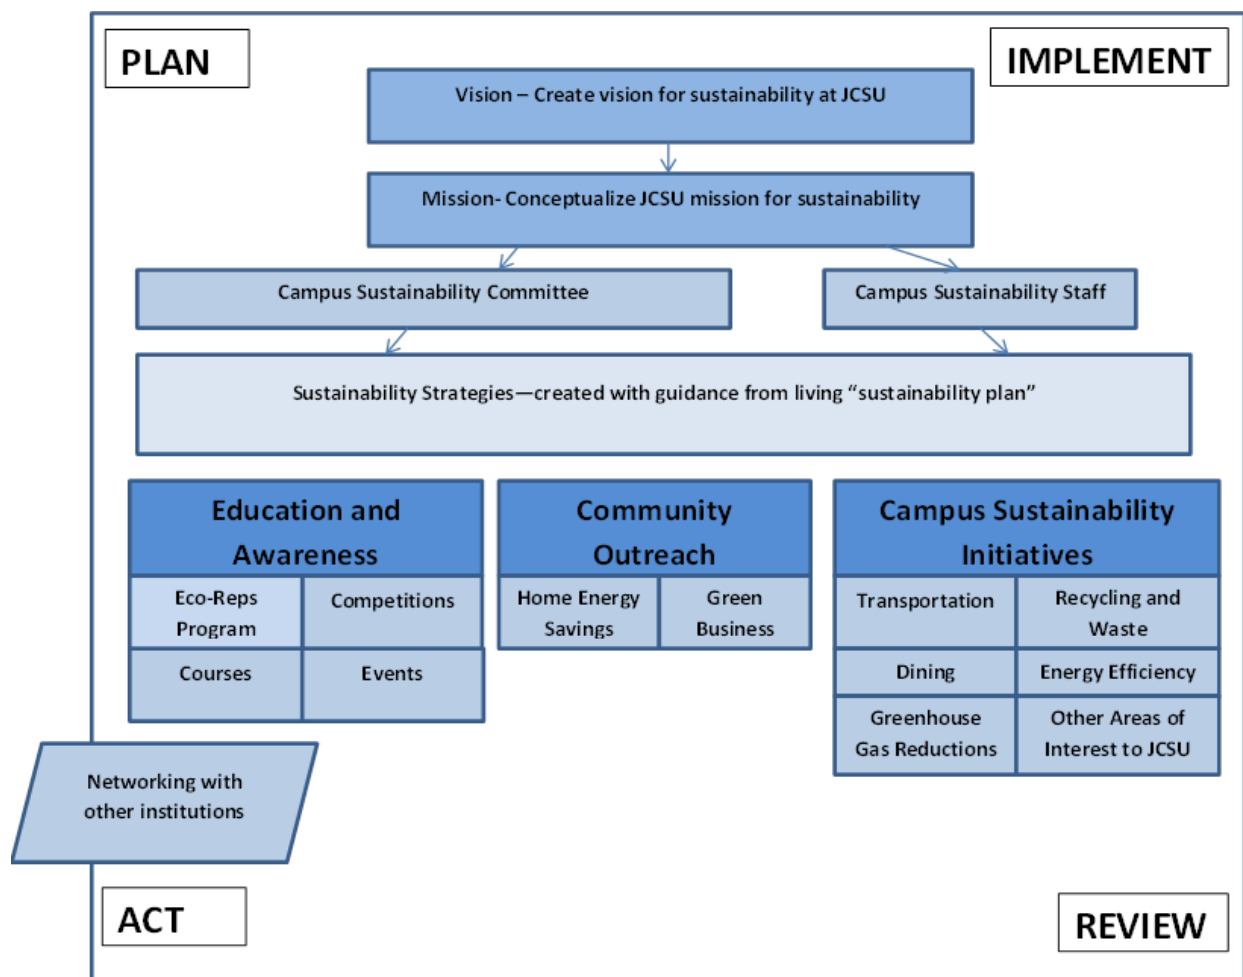 PLAN
IMPLEMENT
Vision – Create vision for sustainability at JCSU
Mission- Conceptualize JCSU mission for sustainability
Campus Sustainability Committee
Campus Sustainability Staff
Sustainability Strategies—created with guidance from living “sustainability plan”
Education and
Awareness
Eco-Reps
Program
Competitions
Courses
Events
Community
Outreach
Home Energy
Savings
Green
Business
Campus Sustainability
Initiatives
Transportation
Recycling and
Waste
Dining
Energy Efficiency
Greenhouse
Gas Reductions
Other Areas of
Interest to JCSU
Networking with
other institutions
ACT
REVIEW